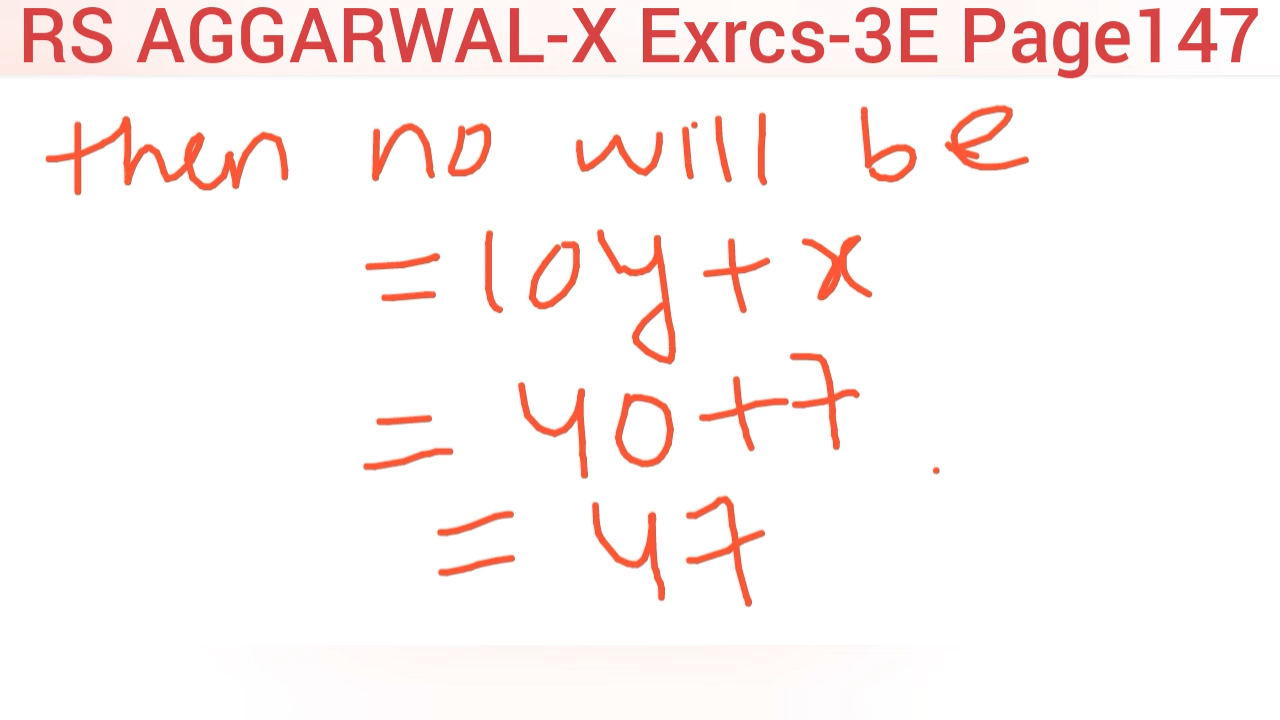 RS AGGARWAL-X Exrcs-3E Page147
then no will be
= 10y + x
= 40 + 7
= 47